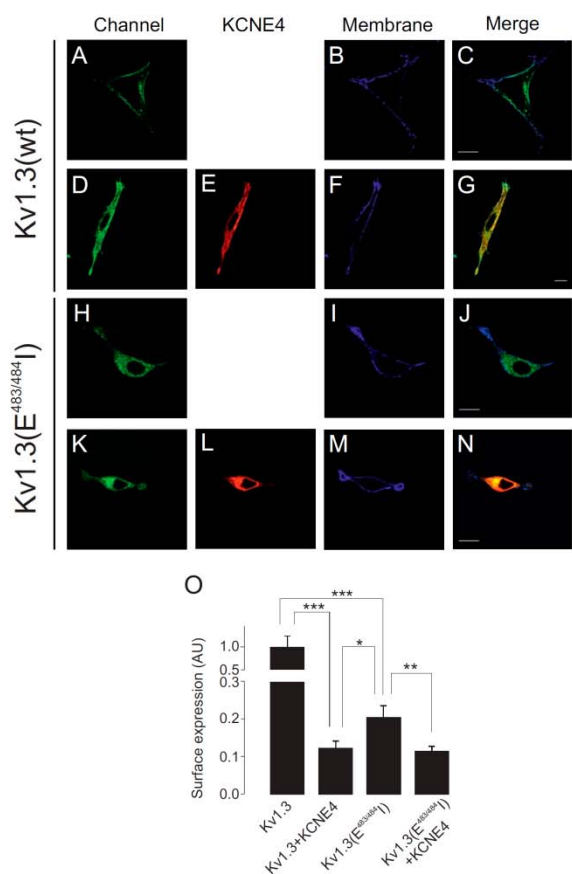 Channel KCNE4 Membrane Merge
Kv1.3(wt)
A B C
D E F G
Kv1.3(E483/484I)
H I J
K L M N
O
***
***
*
**
Surface expression (AU)
1.0
0.5
0.3
0.2
0.1
0.0
Kv1.3
Kv1.3+KCNE4
Kv1.3(E483/484I)
Kv1.3(E483/484I)
+KCNE4